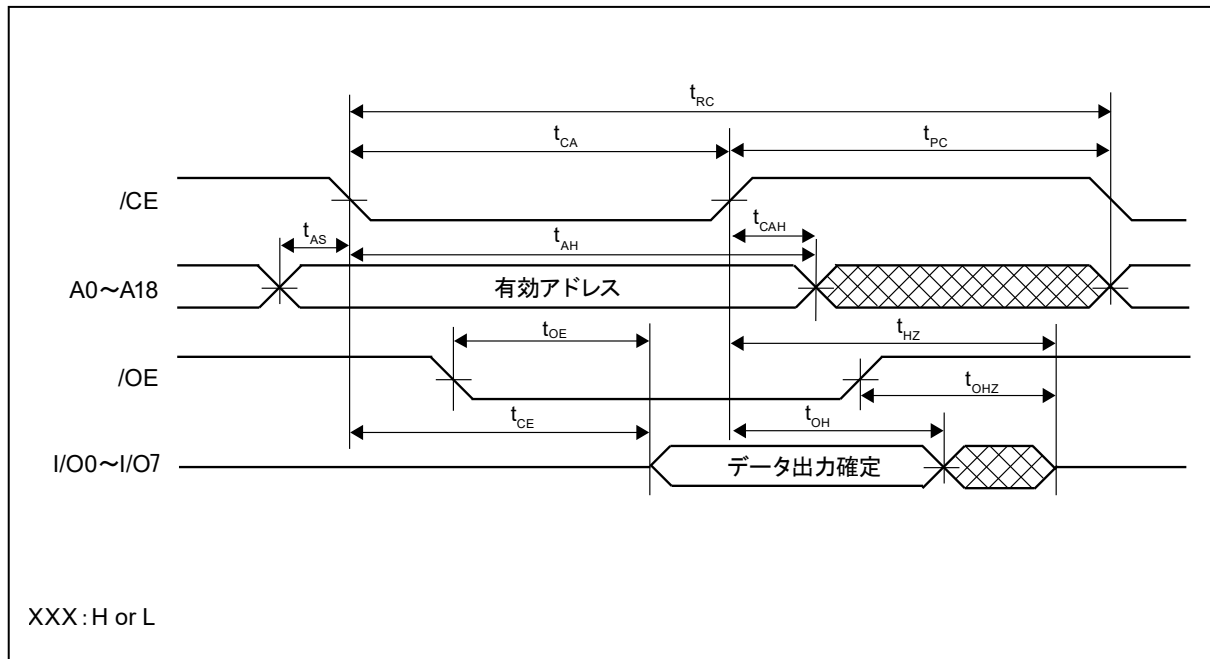 tRC
tCA
tPC
/CE
tCAH
tAS
tAH
A0～A18
有効アドレス
tOE
tHZ
/OE
tOHZ
tCE
tOH
I/O0～I/O7
データ出力確定
XXX：H or L